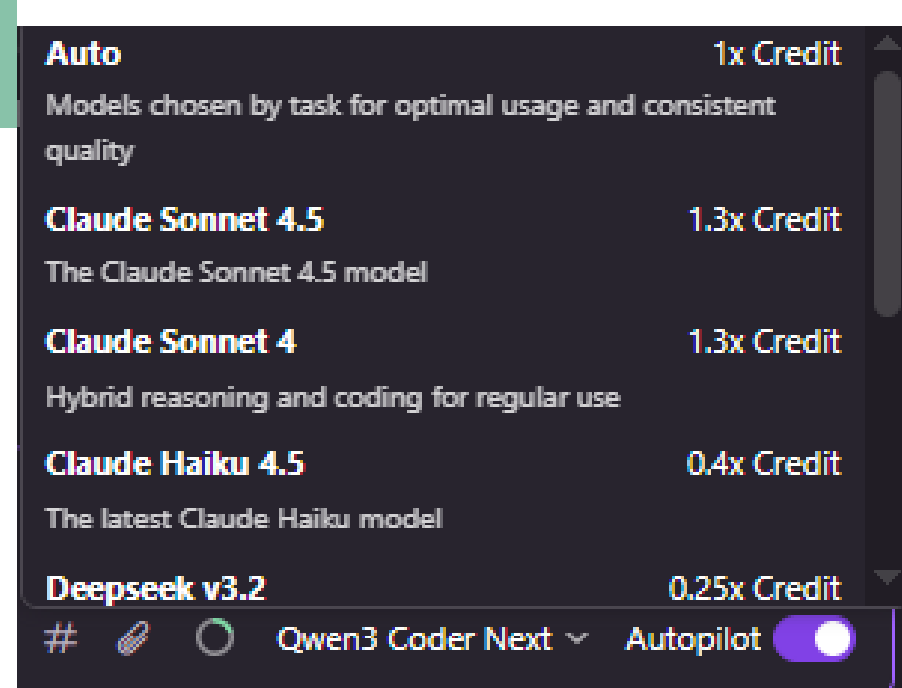 Auto 1x Credit
Models chosen by task for optimal usage and consistent
quality
Claude Sonnet 4.5 1.3x Credit
The Claude Sonnet 4.5 model
Claude Sonnet 4 1.3x Credit
Hybrid reasoning and coding for regular use
Claude Haiku 4.5 0.4x Credit
The latest Claude Haiku model
Deepseek v3.2 0.25x Credit
# Qwen3 Coder Next Autopilot